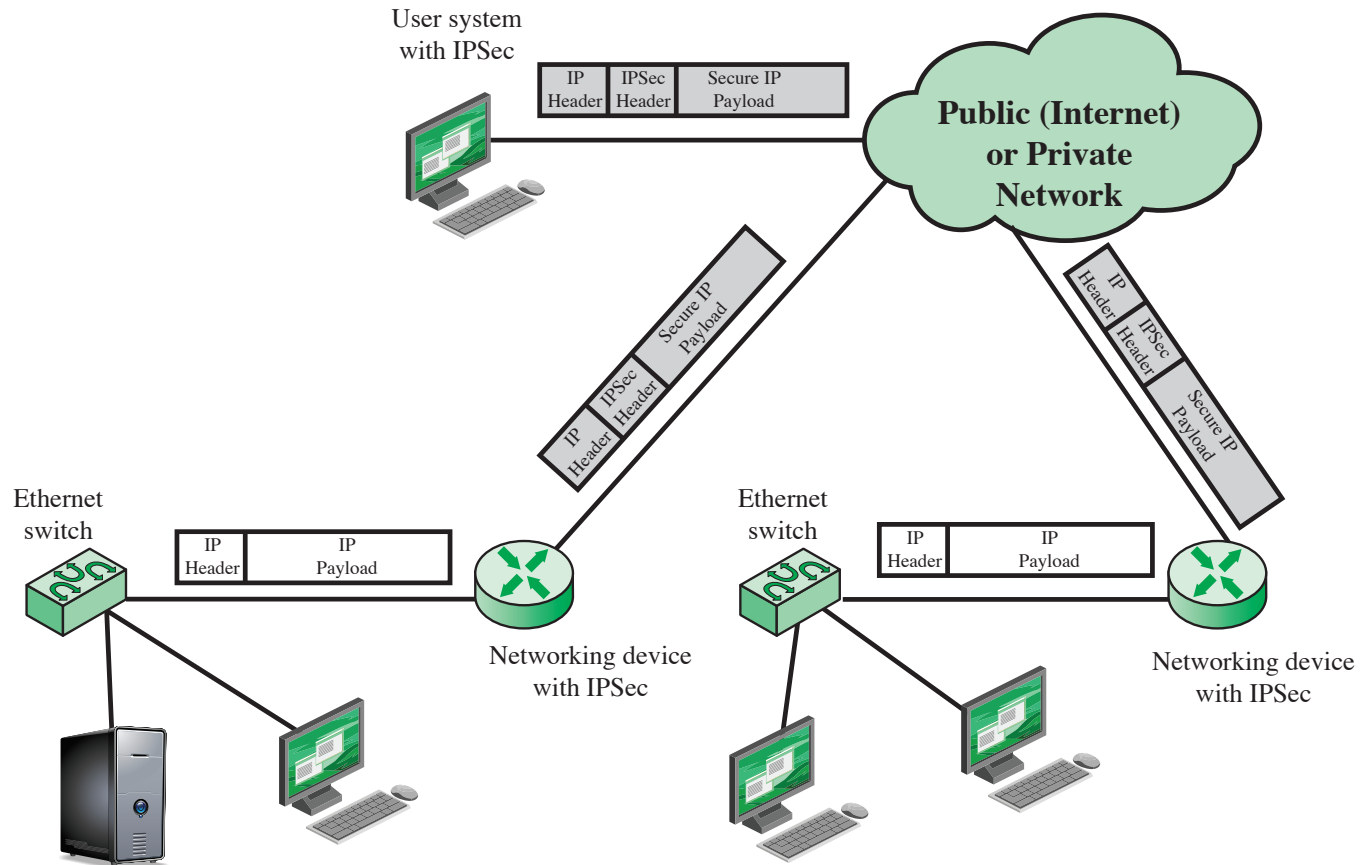 User system
with IPSec
IP
Header
IPSec
Header
Secure IP
Payload
Public (Internet)
or Private
Network
IP
Header
IPSec
Header
Secure IP
Payload
IP
Header
IPSec
Header
Secure IP
Payload
Ethernet
switch
IP
Header
IP
Payload
Networking device
with IPSec
Ethernet
switch
IP
Header
IP
Payload
Networking device
with IPSec